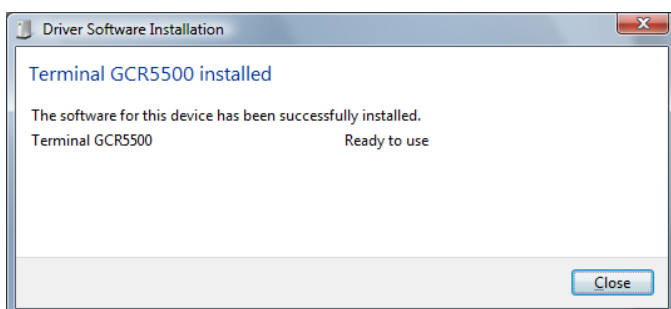 Driver Software Installation
Terminal GCR5500 installed
The software for this device has been successfully installed.
Terminal GCR5500 Ready to use
Close